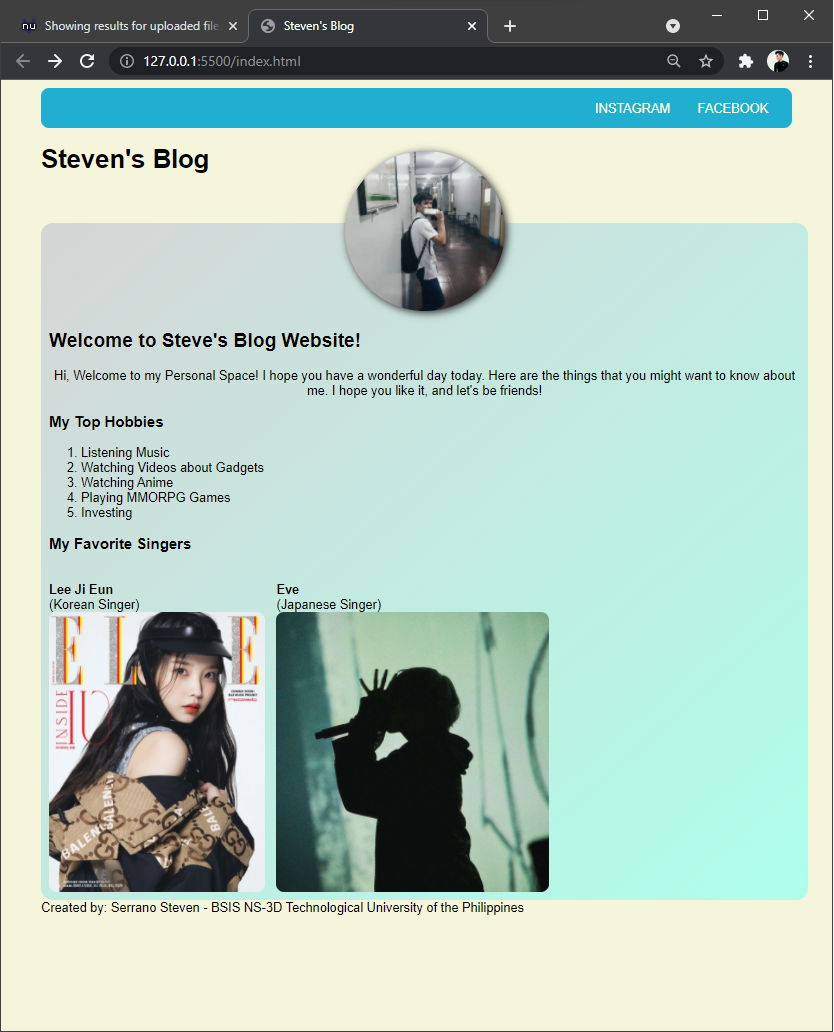 Showing results for uploaded file
Steven's Blog
127.0.0.1:5500/index.html
INSTAGRAM FACEBOOK
Steven's Blog
Welcome to Steve's Blog Website!
Hi, Welcome to my Personal Space! I hope you have a wonderful day today. Here are the things that you might want to know about
me. I hope you like it, and let's be friends!
My Top Hobbies
1. Listening Music
2. Watching Videos about Gadgets
3. Watching Anime
4. Playing MMORPG Games
5. Investing
My Favorite Singers
Lee Ji Eun
(Korean Singer)
Eve
(Japanese Singer)
ELLE
INSIDE
IU
BALENCIAGA
Created by: Serrano Steven - BSIS NS-3D Technological University of the Philippines